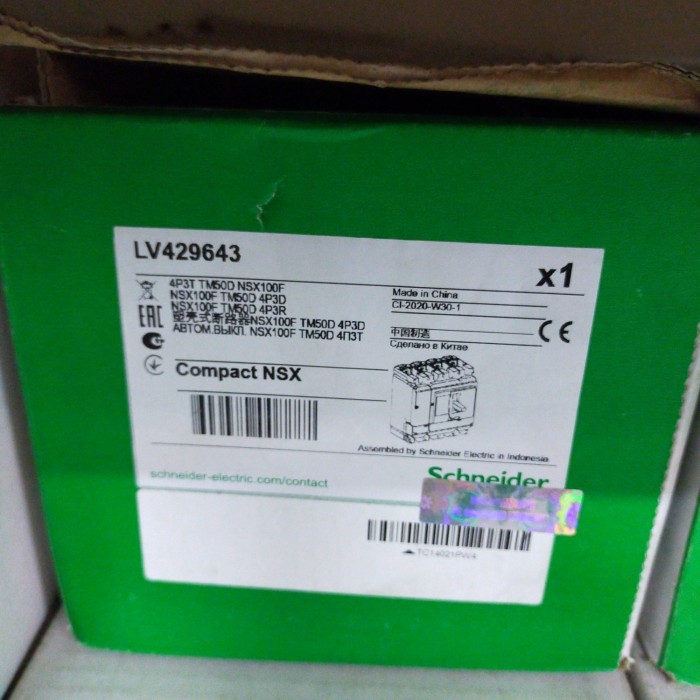 LV429643
x1
4P3T TM50D NSX100F
NSX100F TM50D 4P3D
NSX100F TM50D 4P3R
塑壳式断路器NSX100F TM50D 4P3D
АВТОМ.ВЫКЛ. NSX100F TM50D 4П3Т
Made in China
CI-2020-W30-1
中国制造
Сделано в Китае
EAC
CE
Compact NSX
Assembled by Schneider Electric in Indonesia
schneider-electric.com/contact
Schneider
TC14021PW4